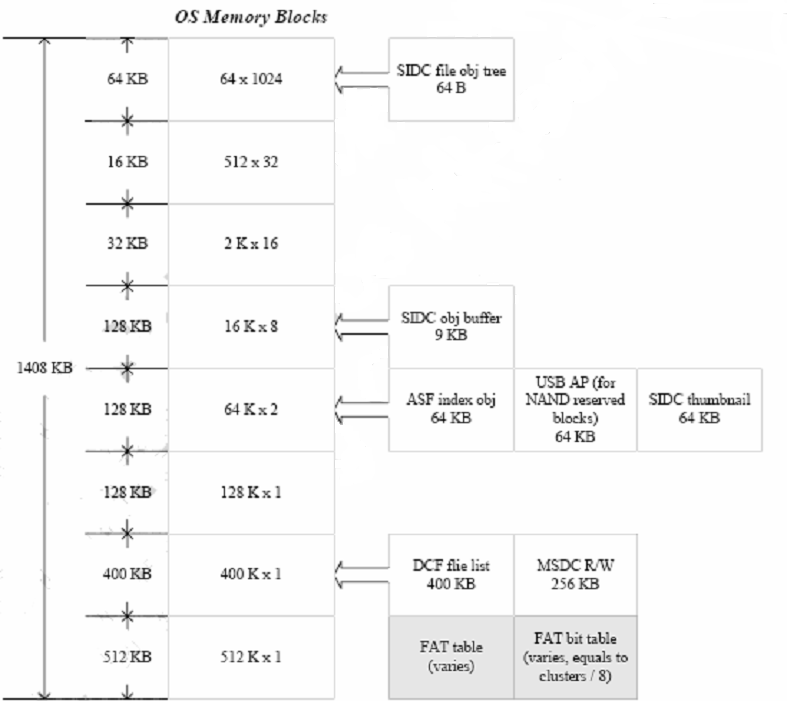 OS Memory Blocks
64 KB
64 x 1024
SIDC file obj tree
64 B
16 KB
512 x 32
32 KB
2 K x 16
128 KB
16 K x 8
SIDC obj buffer
9 KB
1408 KB
128 KB
64 K x 2
ASF index obj
64 KB
USB AP (for
NAND reserved
blocks)
64 KB
SIDC thumbnail
64 KB
128 KB
128 K x 1
400 KB
400 K x 1
DCF flie list
400 KB
MSDC R/W
256 KB
512 KB
512 K x 1
FAT table
(varies)
FAT bit table
(varies, equals to
clusters / 8)